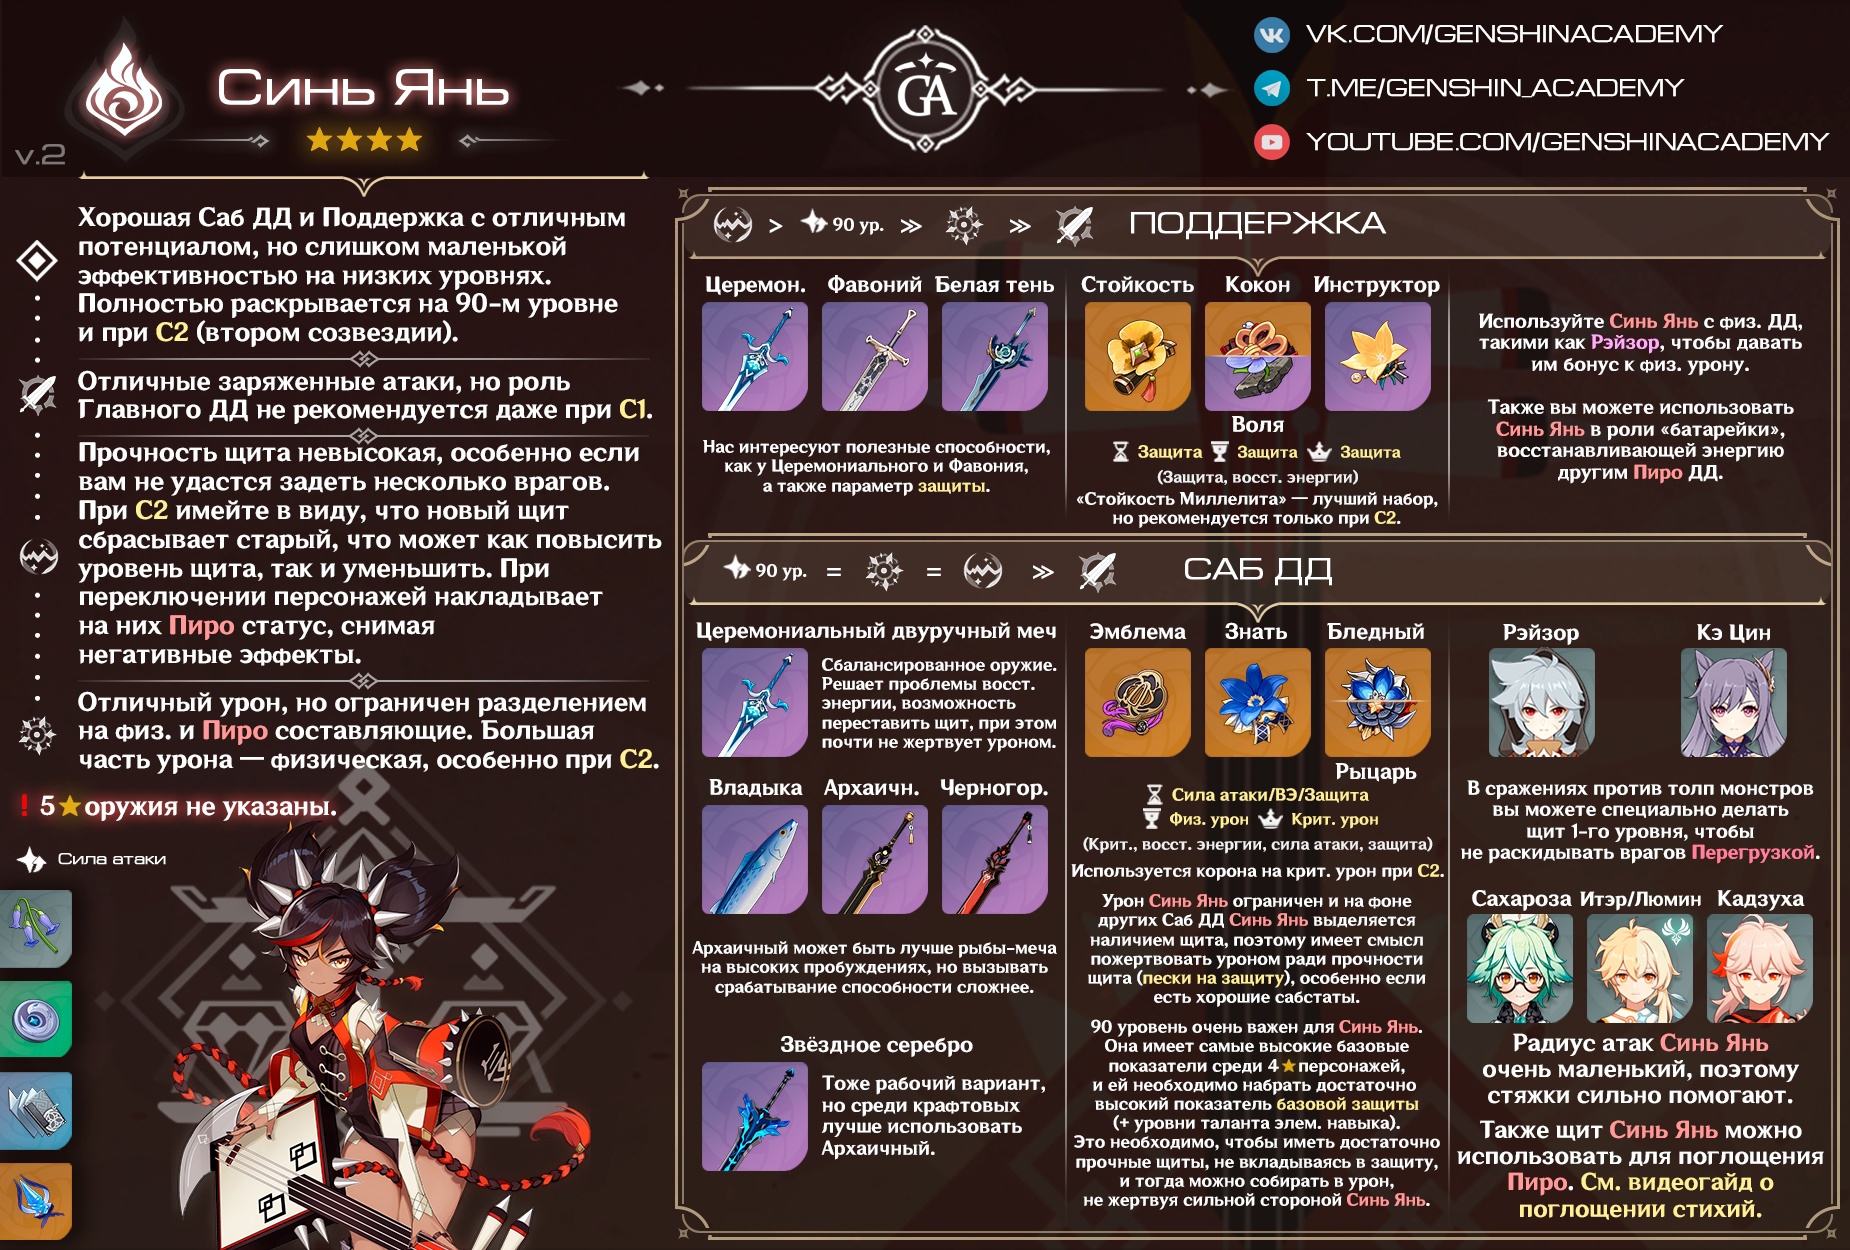 Синь Янь
v.2
GA
VK.COM/GENSHINACADEMY
T.ME/GENSHIN_ACADEMY
YOUTUBE.COM/GENSHINACADEMY
Хорошая Саб ДД и Поддержка с отличным
потенциалом, но слишком маленькой
эффективностью на низких уровнях.
Полностью раскрывается на 90-м уровне
и при С2 (втором созвездии).
Отличные заряженные атаки, но роль
Главного ДД не рекомендуется даже при С1.
Прочность щита невысокая, особенно если
вам не удастся задеть несколько врагов.
При С2 имейте в виду, что новый щит
сбрасывает старый, что может как повысить
уровень щита, так и уменьшить. При
переключении персонажей накладывает
на них Пиро статус, снимая
негативные эффекты.
Отличный урон, но ограничен разделением
на физ. и Пиро составляющие. Большая
часть урона — физическая, особенно при С2.
! 5★оружия не указаны.
Сила атаки
> 90 ур. » » ПОДДЕРЖКА
Церемон. Фавоний Белая тень
Нас интересуют полезные способности,
как у Церемониального и Фавония,
а также параметр защиты.
Стойкость Кокон Инструктор
Воля
Защита Защита Защита
(Защита, восст. энергии)
«Стойкость Миллелита» — лучший набор,
но рекомендуется только при С2.
Используйте Синь Янь с физ. ДД,
такими как Рэйзор, чтобы давать
им бонус к физ. урону.
Также вы можете использовать
Синь Янь в роли «батарейки»,
восстанавливающей энергию
другим Пиро ДД.
90 ур. = = » САБ ДД
Церемониальный двуручный меч
Сбалансированное оружие.
Решает проблемы восст.
энергии, возможность
переставить щит, при этом
почти не жертвует уроном.
Владыка Архаичн. Черногор.
Архаичный может быть лучше рыбы-меча
на высоких пробуждениях, но вызывать
срабатывание способности сложнее.
Звёздное серебро
Тоже рабочий вариант,
но среди крафтовых
лучше использовать
Архаичный.
Эмблема Знать Бледный
Рыцарь
Сила атаки/ВЭ/Защита
Физ. урон Крит. урон
(Крит., восст. энергии, сила атаки, защита)
Используется корона на крит. урон при С2.
Урон Синь Янь ограничен и на фоне
других Саб ДД Синь Янь выделяется
наличием щита, поэтому имеет смысл
пожертвовать уроном ради прочности
щита (пески на защиту), особенно если
есть хорошие сабстаты.
90 уровень очень важен для Синь Янь.
Она имеет самые высокие базовые
показатели среди 4★персонажей,
и ей необходимо набрать достаточно
высокий показатель базовой защиты
(+ уровни таланта элем. навыка).
Это необходимо, чтобы иметь достаточно
прочные щиты, не вкладываясь в защиту,
и тогда можно собирать в урон,
не жертвуя сильной стороной Синь Янь.
Рэйзор Кэ Цин
В сражениях против толп монстров
вы можете специально делать
щит 1-го уровня, чтобы
не раскидывать врагов Перегрузкой.
Сахароза Итэр/Люмин Кадзуха
Радиус атак Синь Янь
очень маленький, поэтому
стяжки сильно помогают.
Также щит Синь Янь можно
использовать для поглощения
Пиро. См. видеогайд о
поглощении стихий.